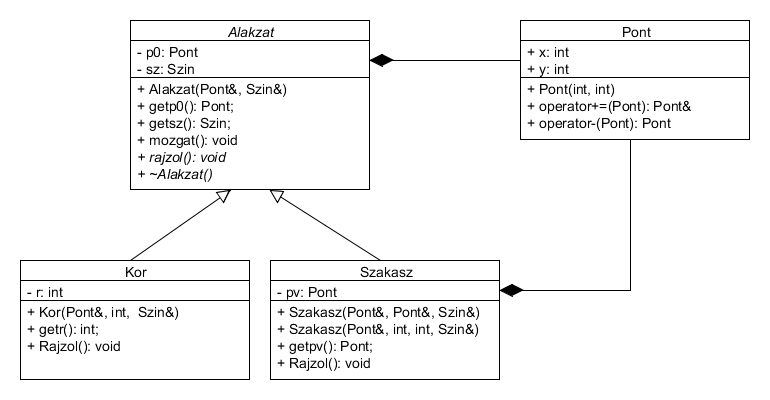 Alakzat
- p0: Pont
- sz: Szin
+ Alakzat(Pont&, Szin&)
+ getp0(): Pont;
+ getsz(): Szin;
+ mozgat(): void
+ rajzol(): void
+ ~Alakzat()
Pont
+ x: int
+ y: int
+ Pont(int, int)
+ operator+=(Pont): Pont&
+ operator-(Pont): Pont
Kor
- r: int
+ Kor(Pont&, int, Szin&)
+ getr(): int;
+ Rajzol(): void
Szakasz
- pv: Pont
+ Szakasz(Pont&, Pont&, Szin&)
+ Szakasz(Pont&, int, int, Szin&)
+ getpv(): Pont;
+ Rajzol(): void